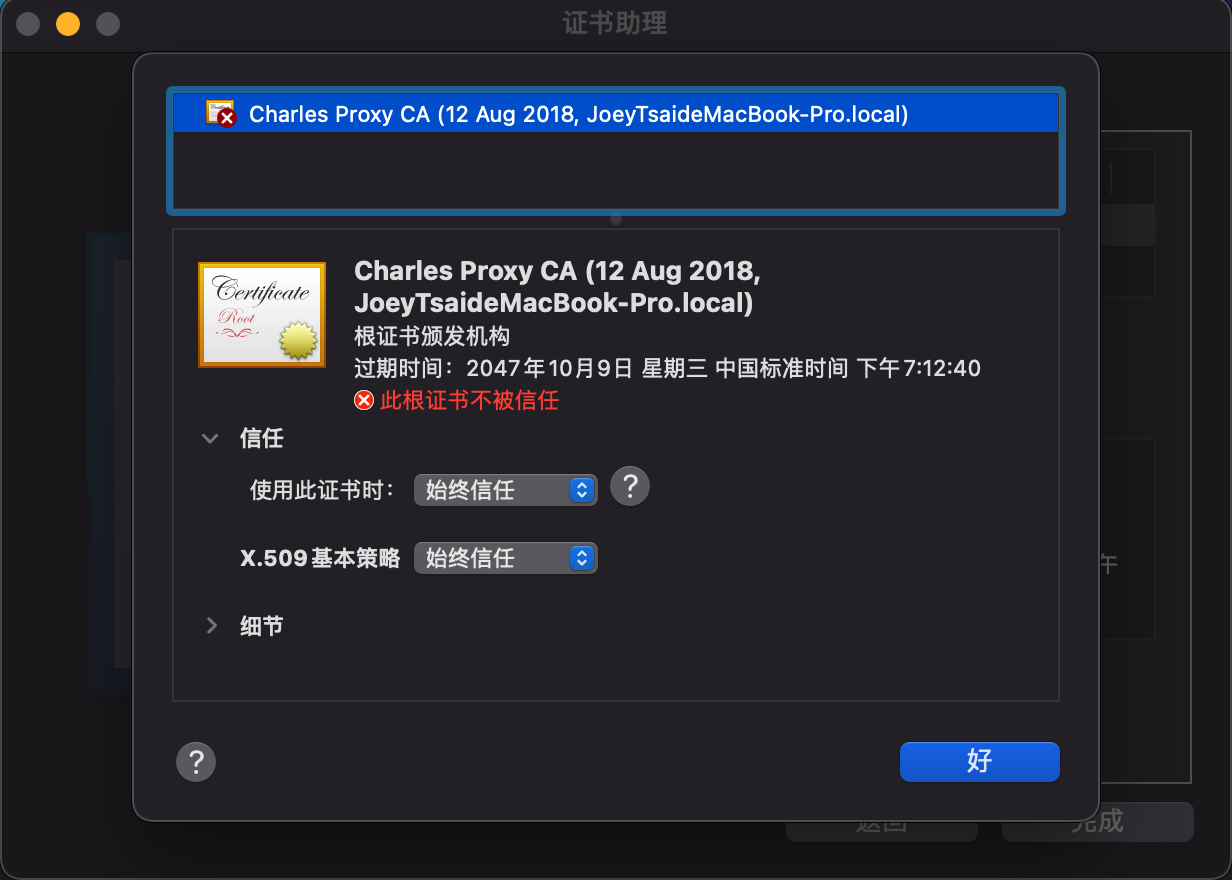 证书助理
Charles Proxy CA (12 Aug 2018, JoeyTsaideMacBook-Pro.local)
Certificate
Root
Charles Proxy CA (12 Aug 2018,
JoeyTsaideMacBook-Pro.local)
根证书颁发机构
过期时间：2047年10月9日 星期三 中国标准时间 下午7:12:40
此根证书不被信任
信任
使用此证书时： 始终信任 ?
X.509基本策略 始终信任
午
细节
? 好
返回 完成